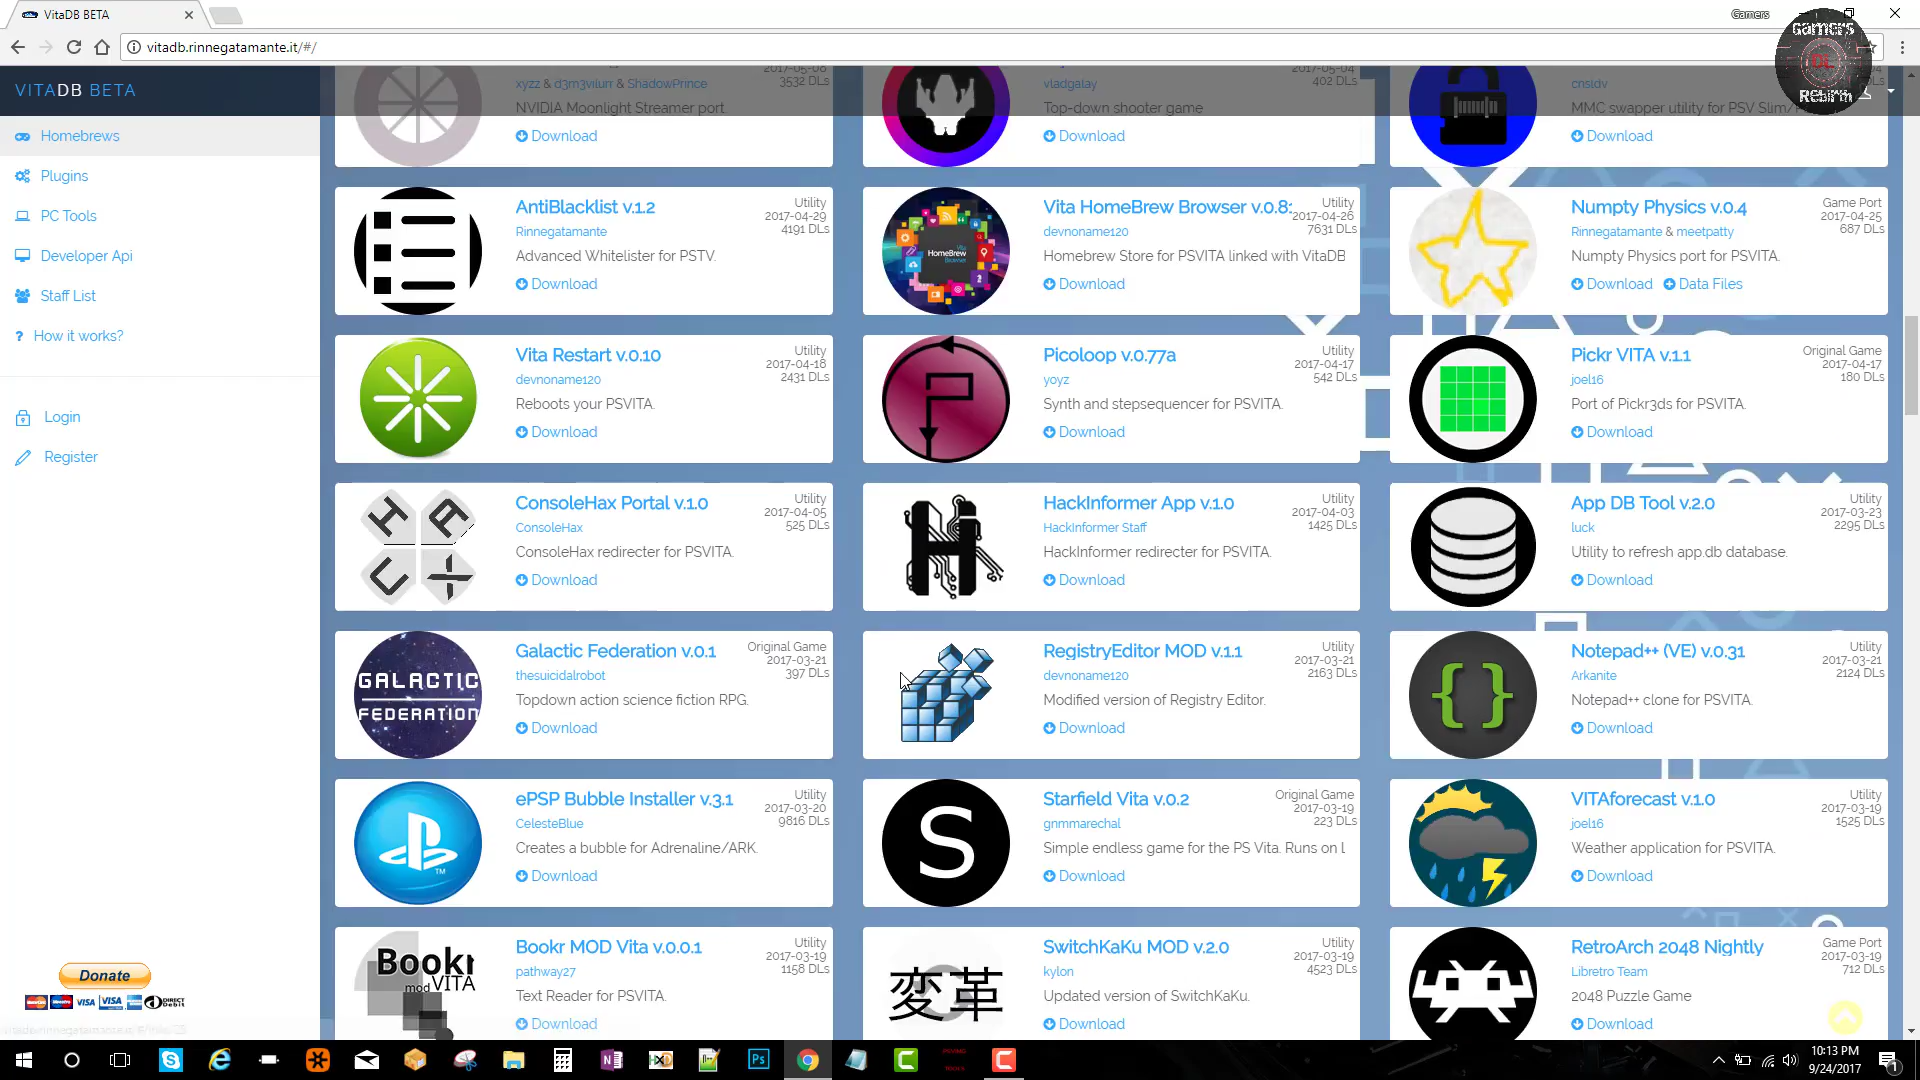 VitaDB BETA
Gamers
vitadb.rinnegatamante.it/#/
Gamers
DL
Rebirth
VITADB BETA
Homebrews
Plugins
PC Tools
Developer Api
Staff List
? How it works?
Login
Register
Donate
DIRECT Debit
2017-05-08
xyzz & d3m3vilurr & ShadowPrince
3532 DLs
NVIDIA Moonlight Streamer port.
Download
2017-05-04
vladgalay
402 DLs
Top-down shooter game
Download
cnsldv
MMC swapper utility for PSV Slim/
Download
AntiBlacklist v.1.2
Utility
2017-04-29
4191 DLs
Rinnegatamante
Advanced Whitelister for PSTV.
Download
HomeBrew
Browser
Vita HomeBrew Browser v.0.8
Utility
2017-04-26
7631 DLs
devnoname120
Homebrew Store for PSVITA linked with VitaDB
Download
Numpty Physics v.0.4
Game Port
2017-04-25
687 DLs
Rinnegatamante & meetpatty
Numpty Physics port for PSVITA.
Download
Data Files
Vita Restart v.0.10
Utility
2017-04-18
2431 DLs
devnoname120
Reboots your PSVITA.
Download
Picoloop v.0.77a
Utility
2017-04-17
542 DLs
yoyz
Synth and stepsequencer for PSVITA.
Download
Pickr VITA v.1.1
Original Game
2017-04-17
180 DLs
joel16
Port of Pickr3ds for PSVITA.
Download
H A
C X
ConsoleHax Portal v.1.0
Utility
2017-04-05
525 DLs
ConsoleHax
ConsoleHax redirecter for PSVITA.
Download
H
HackInformer App v.1.0
Utility
2017-04-03
1425 DLs
HackInformer Staff
HackInformer redirecter for PSVITA.
Download
App DB Tool v.2.0
Utility
2017-03-23
2295 DLs
luck
Utility to refresh app.db database.
Download
GALACTIC
FEDERATION
Galactic Federation v.0.1
Original Game
2017-03-21
397 DLs
thesuicidalrobot
Topdown action science fiction RPG.
Download
RegistryEditor MOD v.1.1
Utility
2017-03-21
2163 DLs
devnoname120
Modified version of Registry Editor.
Download
{}
Notepad++ (VE) v.0.31
Utility
2017-03-21
2124 DLs
Arkanite
Notepad++ clone for PSVITA.
Download
TM
ePSP Bubble Installer v.3.1
Utility
2017-03-20
9816 DLs
CelesteBlue
Creates a bubble for Adrenaline/ARK.
Download
S
Starfield Vita v.0.2
Original Game
2017-03-19
223 DLs
gnmmarechal
Simple endless game for the PS Vita. Runs on L
Download
VITAforecast v.1.0
Utility
2017-03-19
1525 DLs
joel16
Weather application for PSVITA.
Download
Bookr
mod VITA
Bookr MOD Vita v.0.0.1
Utility
2017-03-19
1158 DLs
pathway27
Text Reader for PSVITA.
Download
変革
SwitchKaKu MOD v.2.0
Utility
2017-03-19
4523 DLs
kylon
Updated version of SwitchKaKu.
Download
RetroArch 2048 Nightly
Game Port
2017-03-19
712 DLs
Libretro Team
2048 Puzzle Game
Download
10:13 PM
9/24/2017